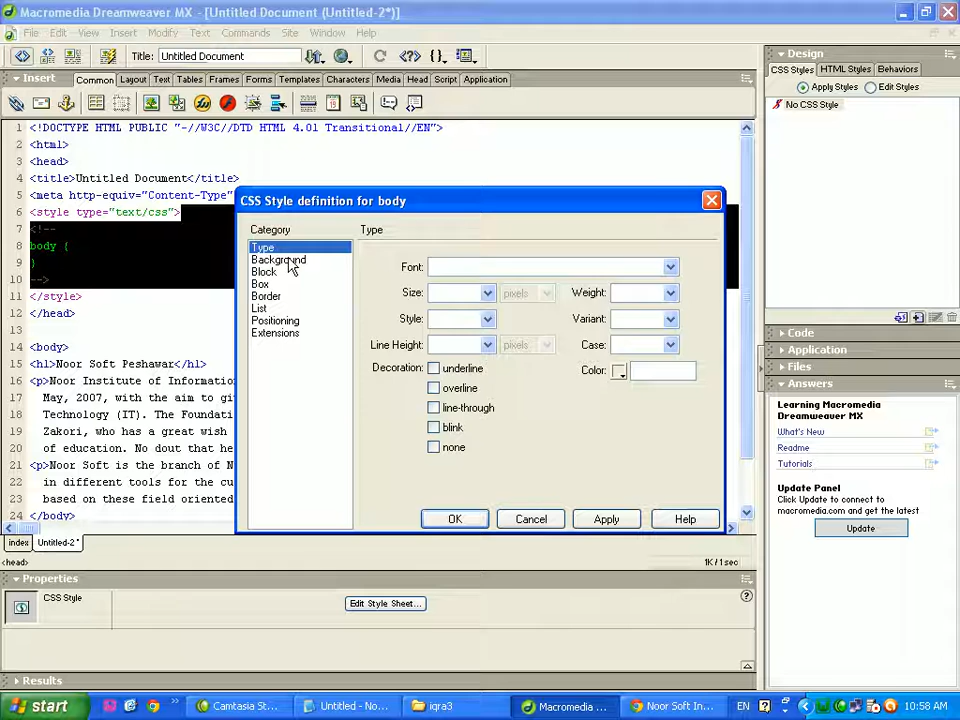 Macromedia Dreamweaver MX - [Untitled Document (Untitled-2*)]
File Edit View Insert Modify Text Commands Site Window Help
Title: Untitled Document
Insert Common Layout Text Tables Frames Forms Templates Characters Media Head Script Application
1 <!DOCTYPE HTML PUBLIC "-//W3C//DTD HTML 4.01 Transitional//EN">
2 <html>
3 <head>
4 <title>Untitled Document</title>
5 <meta http-equiv="Content-Type"
6 <style type="text/css">
7 <!--
8 body {
9 }
10 -->
11 </style>
12 </head>
13
14 <body>
15 <h1>Noor Soft Peshawar</h1>
16 <p>Noor Institute of Informatio
17 May, 2007, with the aim to gi
18 Technology (IT). The Foundati
19 Zakori, who has a great wish
20 of education. No dout that he
21 <p>Noor Soft is the branch of N
22 in different tools for the cu
23 based on these field oriented
24 </body>
CSS Style definition for body
Category
Type
Background
Block
Box
Border
List
Positioning
Extensions
Type
Font:
Size: pixels Weight:
Style: Variant:
Line Height: pixels Case:
Decoration: underline Color:
overline
line-through
blink
none
OK Cancel Apply Help
Design
CSS Styles HTML Styles Behaviors
Apply Styles Edit Styles
No CSS Style
Code
Application
Files
Answers
Learning Macromedia
Dreamweaver MX
What's New
Readme
Tutorials
Update Panel
Click Update to connect to
macromedia.com and get the latest
Update
index Untitled-2*
<head> 1K / 1 sec
Properties
CSS Style Edit Style Sheet...
Results
start Camtasia St... Untitled - No... iqra3 Macromedia ... Noor Soft In... EN 10:58 AM